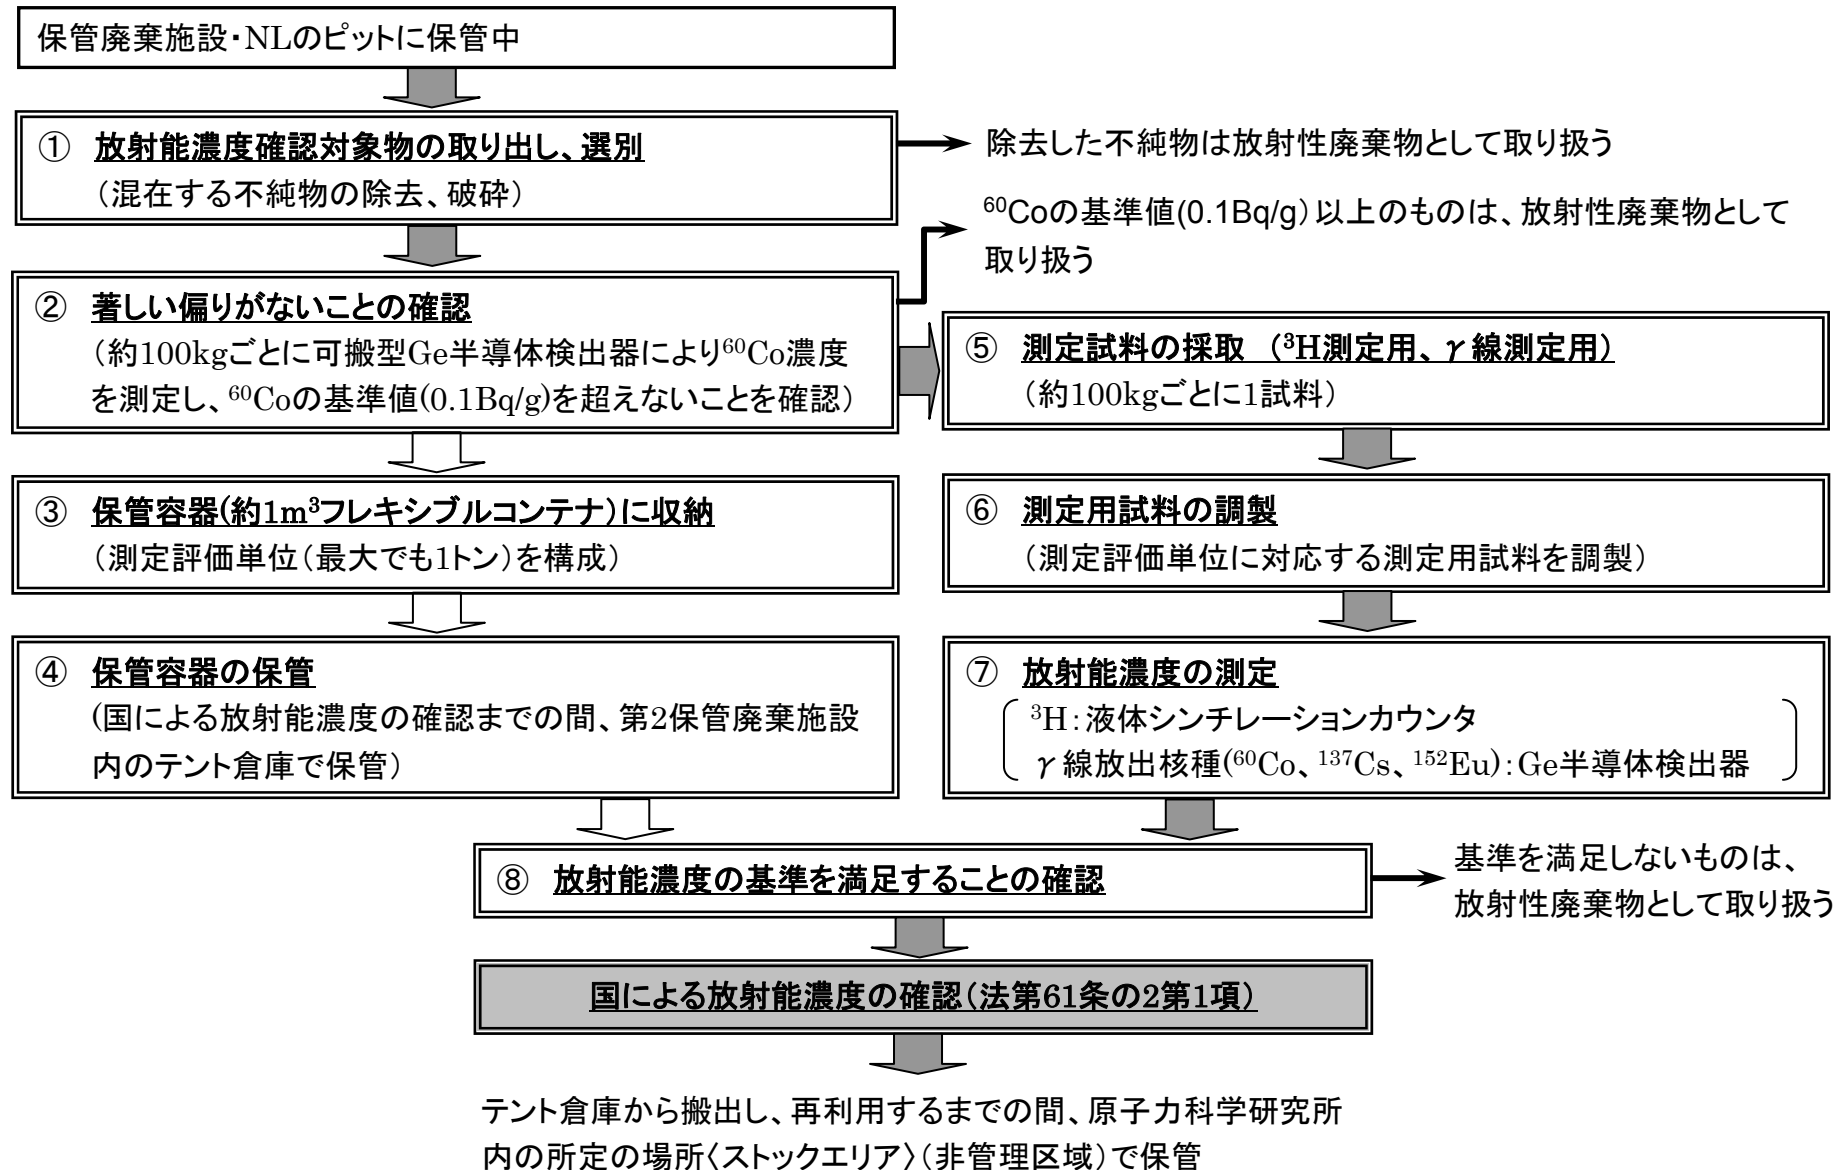 保管廃棄施設・NLのピットに保管中
① 放射能濃度確認対象物の取り出し、選別
（混在する不純物の除去、破砕）
除去した不純物は放射性廃棄物として取り扱う
⁶⁰Coの基準値(0.1Bq/g）以上のものは、放射性廃棄物として
取り扱う
② 著しい偏りがないことの確認
（約100kgごとに可搬型Ge半導体検出器により⁶⁰Co濃度
を測定し、⁶⁰Coの基準値(0.1Bq/g)を超えないことを確認）
③ 保管容器(約1m³フレキシブルコンテナ）に収納
（測定評価単位（最大でも1トン）を構成）
④ 保管容器の保管
(国による放射能濃度の確認までの間、第2保管廃棄施設
内のテント倉庫で保管）
⑤ 測定試料の採取 （³H測定用、γ線測定用）
（約100kgごとに1試料）
⑥ 測定用試料の調製
（測定評価単位に対応する測定用試料を調製）
⑦ 放射能濃度の測定
³H：液体シンチレーションカウンタ
γ線放出核種(⁶⁰Co、¹³⁷Cs、¹⁵²Eu)：Ge半導体検出器
⑧ 放射能濃度の基準を満足することの確認
基準を満足しないものは、
放射性廃棄物として取り扱う
国による放射能濃度の確認（法第61条の2第1項）
テント倉庫から搬出し、再利用するまでの間、原子力科学研究所
内の所定の場所〈ストックエリア〉（非管理区域）で保管